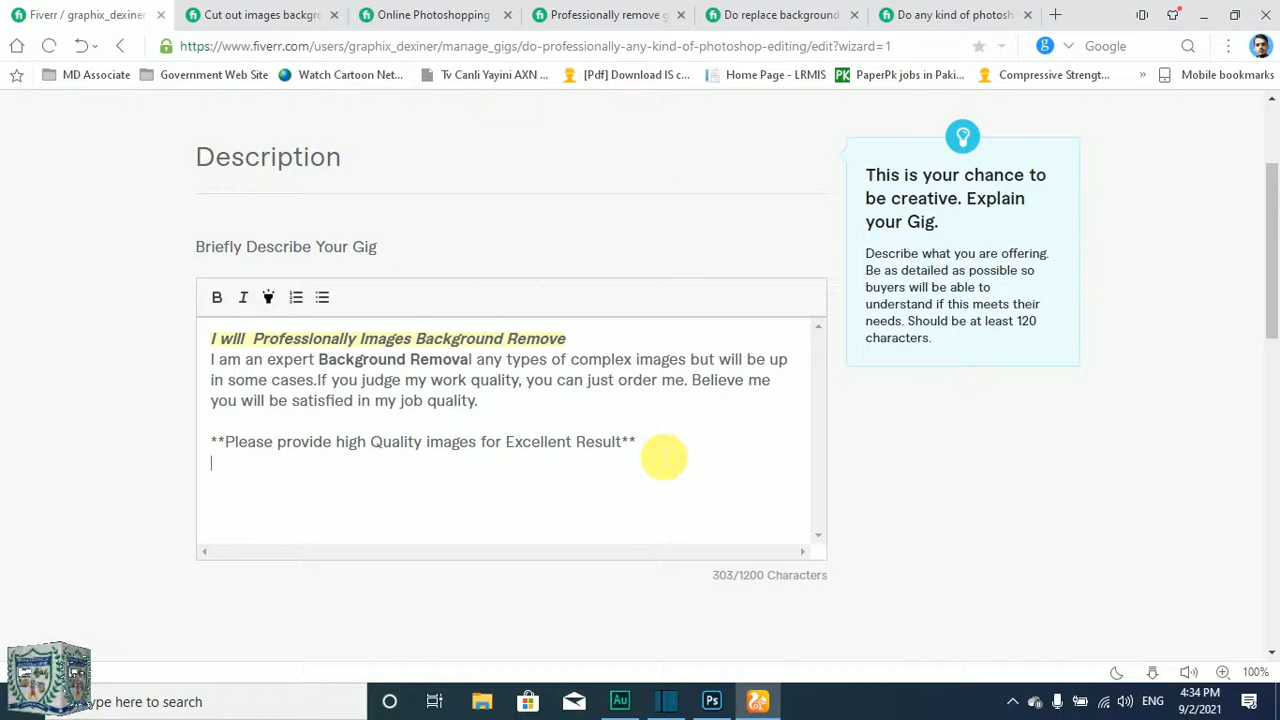 Fiverr / graphix_dexiner
Cut out images backgr
Online Photoshopping
Professionally remove g
Do replace background
Do any kind of photosh
https://www.fiverr.com/users/graphix_dexiner/manage_gigs/do-professionally-any-kind-of-photoshop-editing/edit?wizard=1
Google
MD Associate
Government Web Site
Watch Cartoon Net...
Tv Canli Yayini AXN ...
[Pdf] Download IS c...
Home Page - LRMIS
PK PaperPk jobs in Paki...
Compressive Strengt...
»
Mobile bookmarks
Description
Briefly Describe Your Gig
B I
I will Professionally Images Background Remove
I am an expert Background Removal any types of complex images but will be up
in some cases.If you judge my work quality, you can just order me. Believe me
you will be satisfied in my job quality.
**Please provide high Quality images for Excellent Result**
303/1200 Characters
This is your chance to
be creative. Explain
your Gig.
Describe what you are offering.
Be as detailed as possible so
buyers will be able to
understand if this meets their
needs. Should be at least 120
characters.
100%
ype here to search
Au
Ps
ENG
4:34 PM
9/2/2021